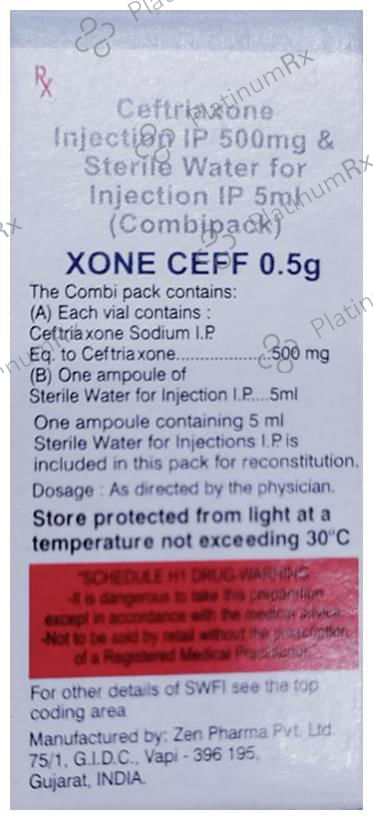 Rx
Ceftriaxone
Injection IP 500mg &
Sterile Water for
Injection IP 5ml
(Combipack)
XONE CEFF 0.5g
The Combi pack contains:
(A) Each vial contains :
Ceftriaxone Sodium I.P.
Eq. to Ceftriaxone....................500 mg
(B) One ampoule of
Sterile Water for Injection I.P....5ml
One ampoule containing 5 ml
Sterile Water for Injections I.P. is
included in this pack for reconstitution.
Dosage : As directed by the physician.
Store protected from light at a
temperature not exceeding 30°C
"SCHEDULE H1 DRUG-WARNING
-It is dangerous to take this preparation
except in accordance with the medical advice
-Not to be sold by retail without the prescription
of a Registered Medical Practitioner"
For other details of SWFI see the top
coding area
Manufactured by: Zen Pharma Pvt. Ltd.
75/1, G.I.D.C., Vapi - 396 195,
Gujarat, INDIA.
PlatinumRx
PlatinumRx
PlatinumRx